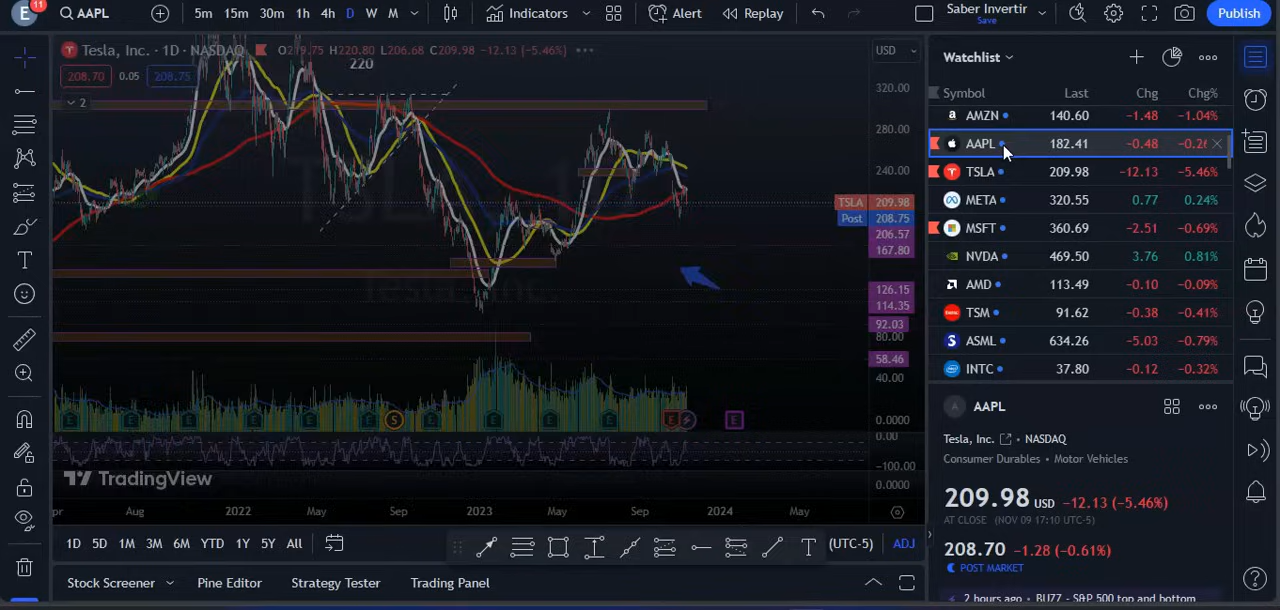 E 11 AAPL 5m 15m 30m 1h 4h D W M Indicators Alert Replay Saber Invertir Save Publish
Tesla, Inc. · 1D · NASDAQ O219.75 H220.80 L206.68 C209.98 −12.13 (−5.46%) USD
220
208.70 0.05 208.75
2
320.00
280.00
240.00
TSLA 209.98
Post 208.75
206.57
167.80
126.15
114.35
92.03
80.00
58.46
40.00
0.0000
0.00
−100.00
0.0000
E E E E E E S E E E E E E
TradingView
Aug 2022 May Sep 2023 May Sep 2024 May
1D 5D 1M 3M 6M YTD 1Y 5Y All T (UTC-5) ADJ
Stock Screener Pine Editor Strategy Tester Trading Panel
Watchlist
Symbol Last Chg Chg%
AMZN 140.60 −1.48 −1.04%
AAPL 182.41 −0.48
TSLA 209.98 −12.13 −5.46%
META 320.55 0.77 0.24%
MSFT 360.69 −2.51 −0.69%
NVDA 469.50 3.76 0.81%
AMD 113.49 −0.10 −0.09%
TSM 91.62 −0.38 −0.41%
ASML 634.26 −5.03 −0.79%
INTC 37.80 −0.12 −0.32%
A AAPL
Tesla, Inc. · NASDAQ
Consumer Durables • Motor Vehicles
209.98 USD −12.13 (−5.46%)
AT CLOSE (NOV 09 17:10 UTC-5)
208.70 −1.28 (−0.61%)
POST MARKET
2 hours ago • BU77 - S&P 500 top and bottom